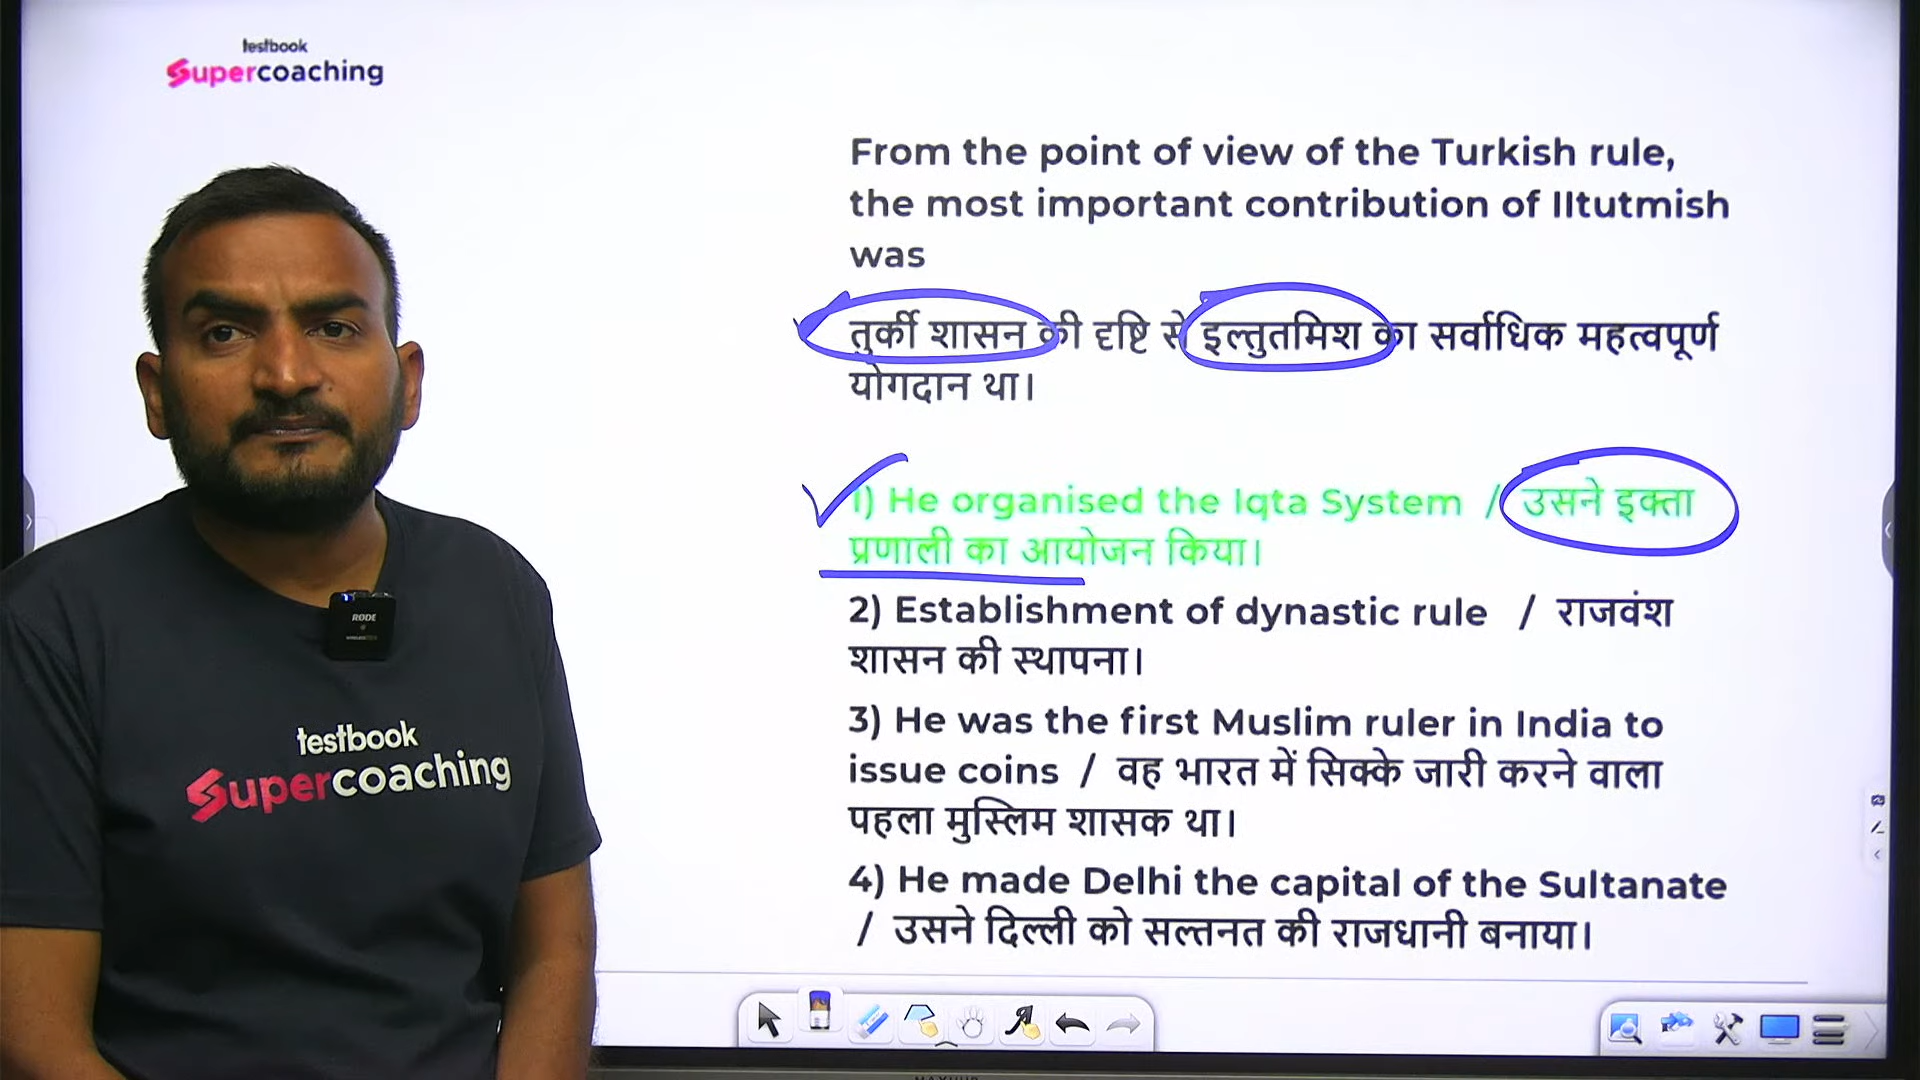 testbook
Supercoaching
From the point of view of the Turkish rule,
the most important contribution of IItutmish
was
तुर्की शासन की दृष्टि से इल्तुतमिश का सर्वाधिक महत्वपूर्ण
योगदान था।
1) He organised the Iqta System / उसने इक्ता
प्रणाली का आयोजन किया।
2) Establishment of dynastic rule / राजवंश
शासन की स्थापना।
3) He was the first Muslim ruler in India to
issue coins / वह भारत में सिक्के जारी करने वाला
पहला मुस्लिम शासक था।
4) He made Delhi the capital of the Sultanate
/ उसने दिल्ली को सल्तनत की राजधानी बनाया।
RØDE
testbook
Supercoaching